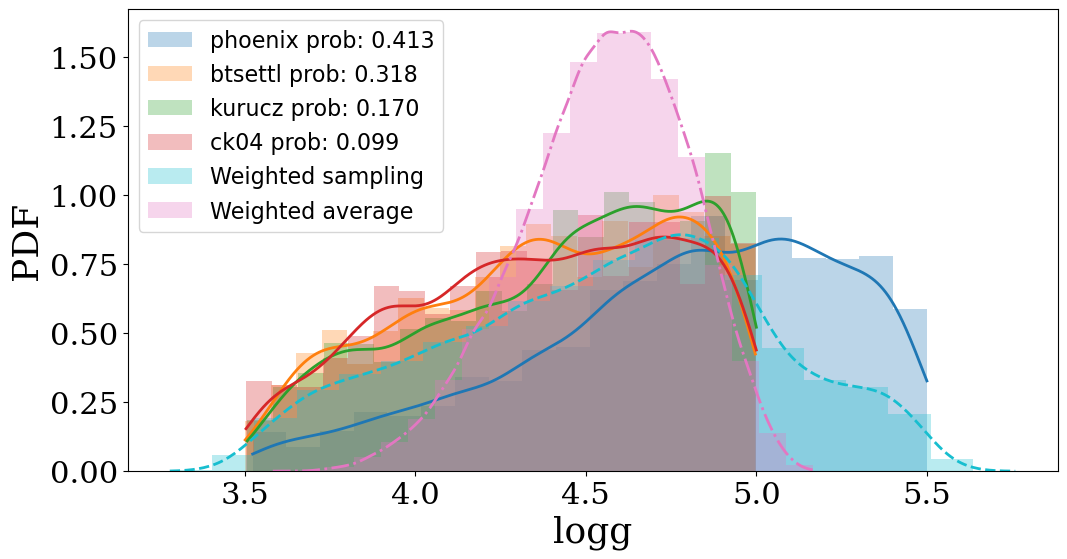 phoenix prob: 0.413
btsettl prob: 0.318
kurucz prob: 0.170
ck04 prob: 0.099
Weighted sampling
Weighted average
PDF
1.50
1.25
1.00
0.75
0.50
0.25
0.00
3.5 4.0 4.5 5.0 5.5
logg